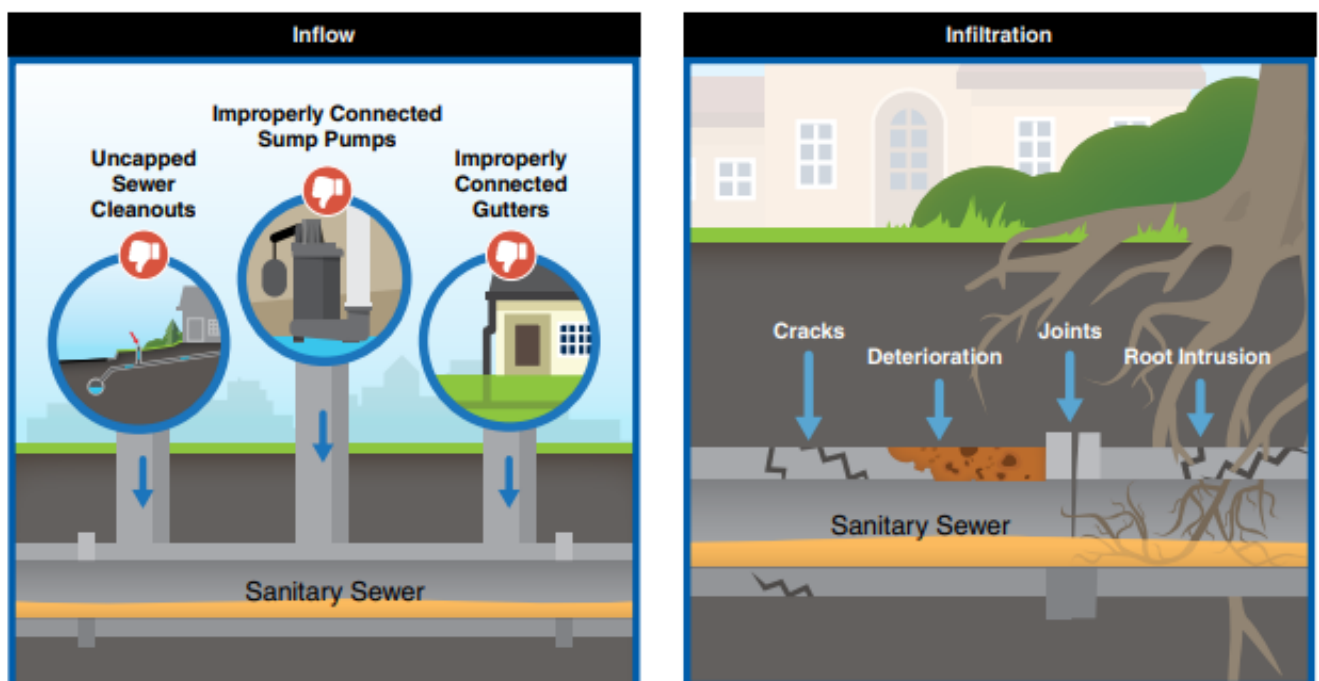 Inflow
Improperly Connected
Sump Pumps
Uncapped
Sewer
Cleanouts
Improperly
Connected
Gutters
Sanitary Sewer
Infiltration
Cracks
Deterioration
Joints
Root Intrusion
Sanitary Sewer